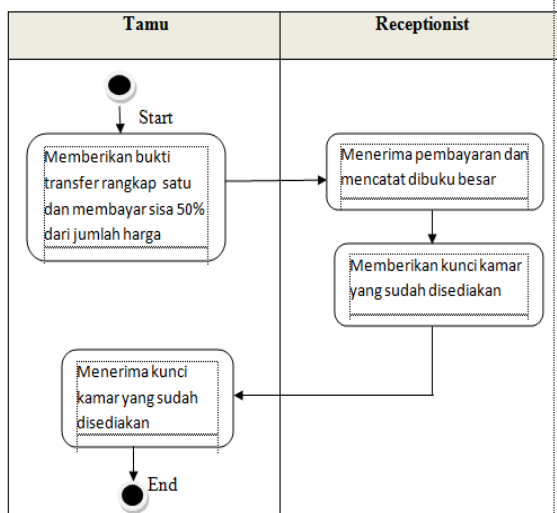 Tamu
Receptionist
Start
Memberikan bukti
transfer rangkap satu
dan membayar sisa 50%
dari jumlah harga
Menerima pembayaran dan
mencatat dibuku besar
Memberikan kunci kamar
yang sudah disediakan
Menerima kunci
kamar yang sudah
disediakan
End